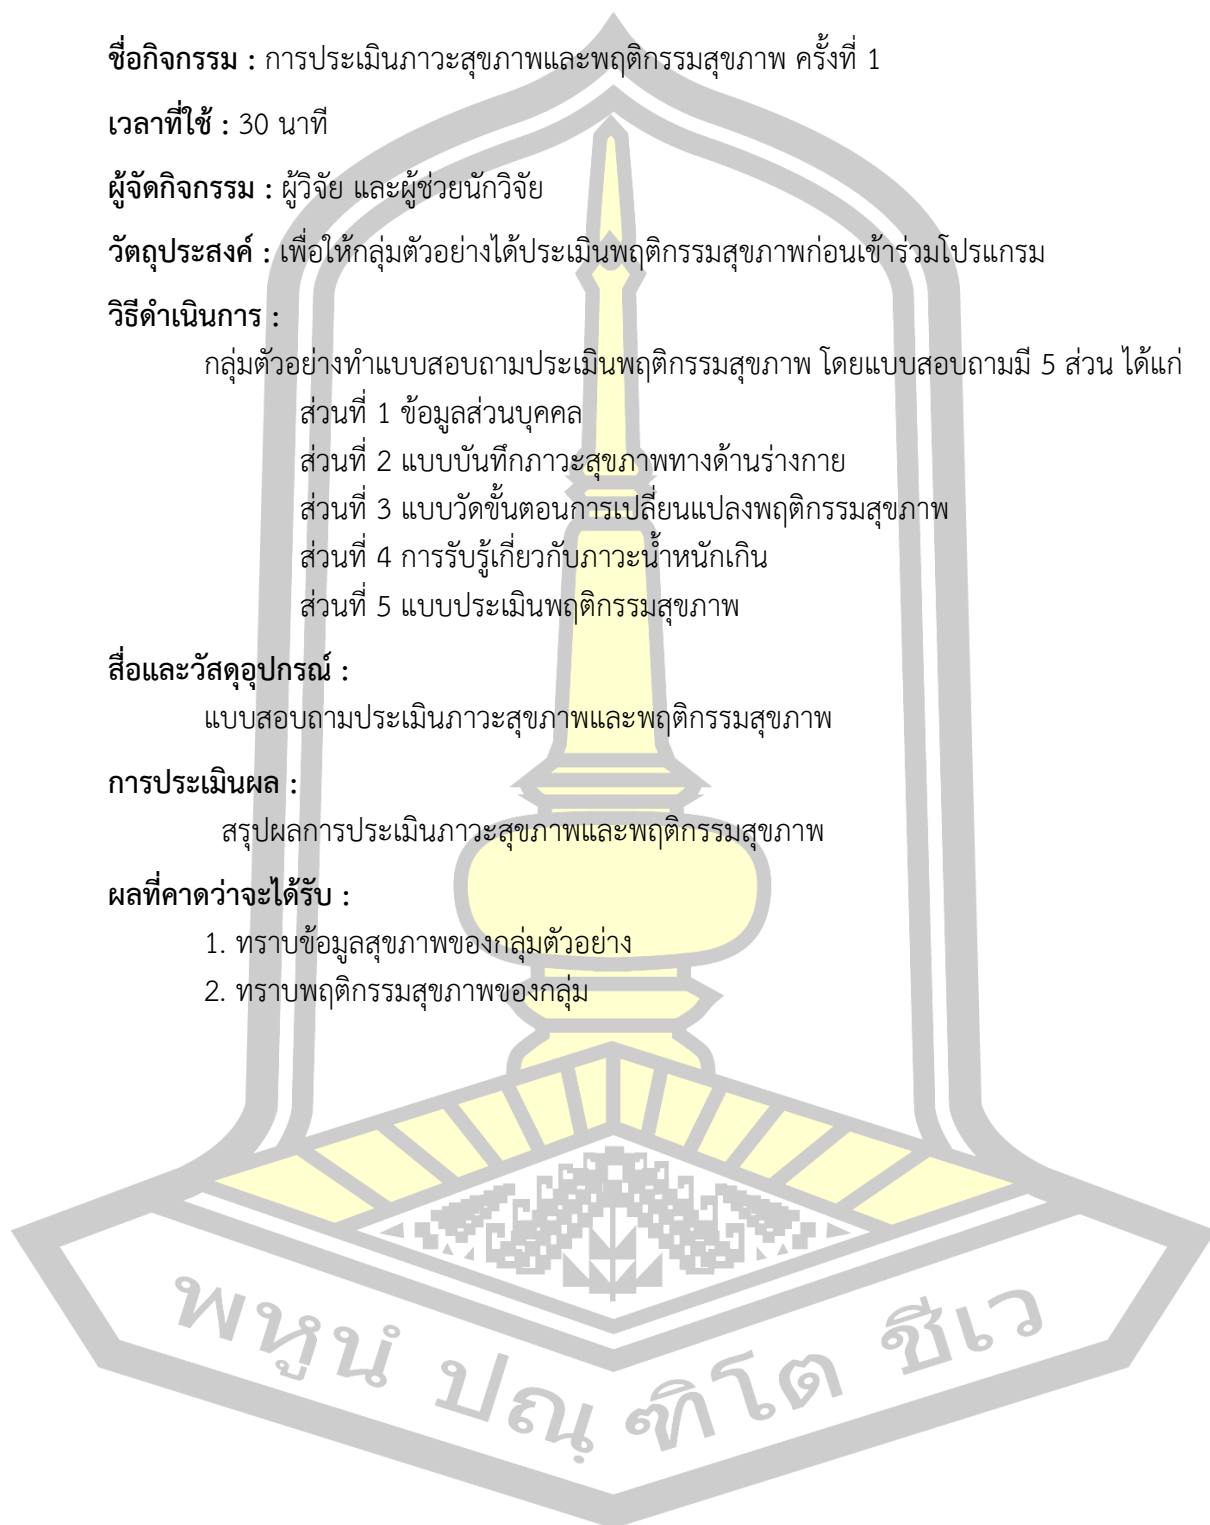 ชื่อกิจกรรม : การประเมินภาวะสุขภาพและพฤติกรรมสุขภาพ ครั้งที่ 1
เวลาที่ใช้ : 30 นาที
ผู้จัดกิจกรรม : ผู้วิจัย และผู้ช่วยนักวิจัย
วัตถุประสงค์ : เพื่อให้กลุ่มตัวอย่างได้ประเมินพฤติกรรมสุขภาพก่อนเข้าร่วมโปรแกรม
วิธีดำเนินการ :
กลุ่มตัวอย่างทำแบบสอบถามประเมินพฤติกรรมสุขภาพ โดยแบบสอบถามมี 5 ส่วน ได้แก่
ส่วนที่ 1 ข้อมูลส่วนบุคคล
ส่วนที่ 2 แบบบันทึกภาวะสุขภาพทางด้านร่างกาย
ส่วนที่ 3 แบบวัดขั้นตอนการเปลี่ยนแปลงพฤติกรรมสุขภาพ
ส่วนที่ 4 การรับรู้เกี่ยวกับภาวะน้ำหนักเกิน
ส่วนที่ 5 แบบประเมินพฤติกรรมสุขภาพ
สื่อและวัสดุอุปกรณ์ :
แบบสอบถามประเมินภาวะสุขภาพและพฤติกรรมสุขภาพ
การประเมินผล :
สรุปผลการประเมินภาวะสุขภาพและพฤติกรรมสุขภาพ
ผลที่คาดว่าจะได้รับ :
1. ทราบข้อมูลสุขภาพของกลุ่มตัวอย่าง
2. ทราบพฤติกรรมสุขภาพของกลุ่ม
พหูนํ ปณฺฑิโต ชีเว